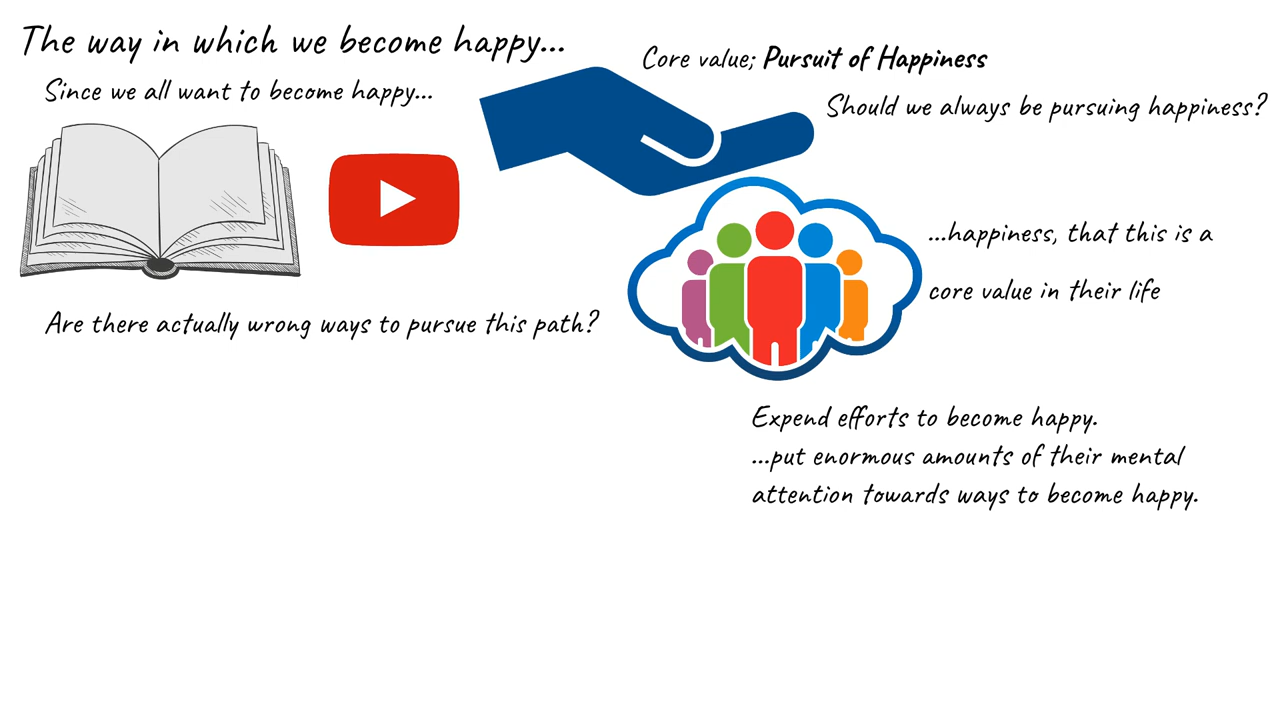 The way in which we become happy...
Since we all want to become happy...
Are there actually wrong ways to pursue this path?
Core value; Pursuit of Happiness
Should we always be pursuing happiness?
...happiness, that this is a
core value in their life
Expend efforts to become happy.
...put enormous amounts of their mental
attention towards ways to become happy.